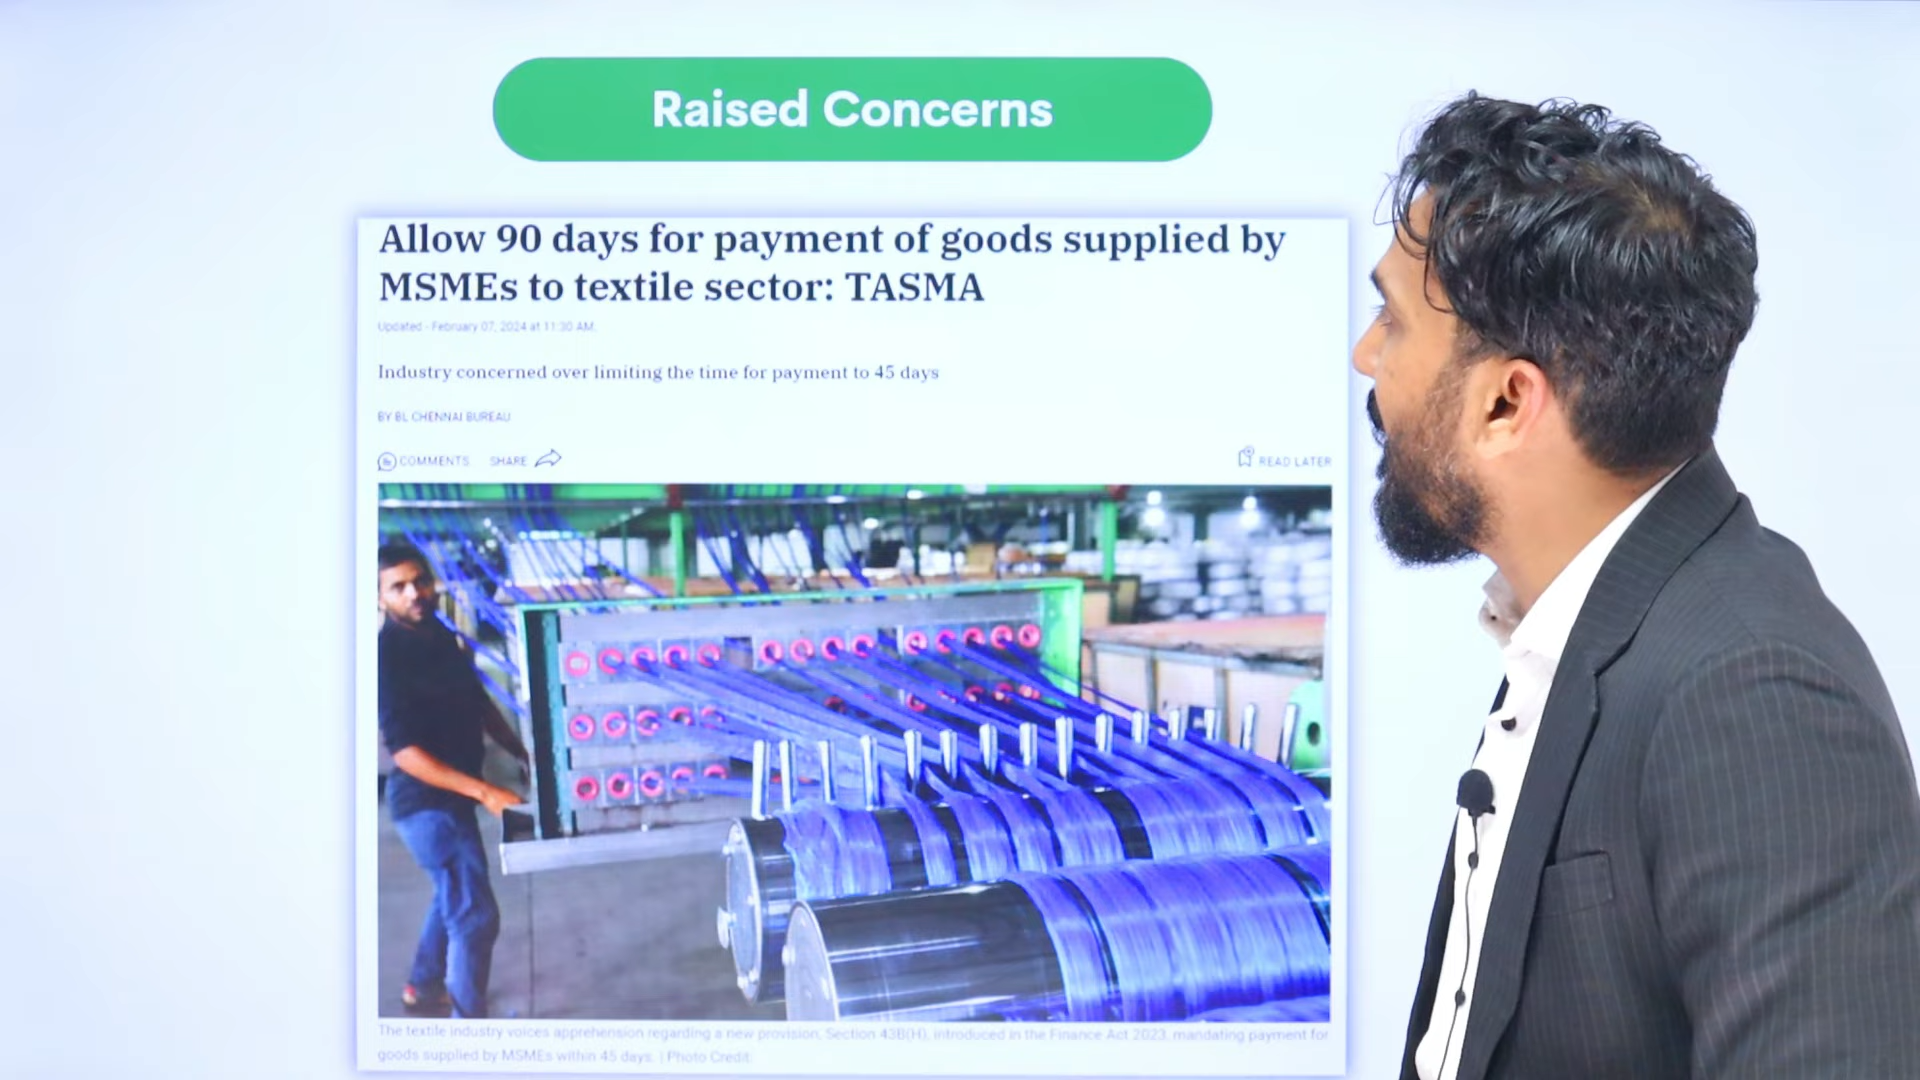 Raised Concerns
Allow 90 days for payment of goods supplied by
MSMEs to textile sector: TASMA
Updated - February 07, 2024 at 11:30 AM.
Industry concerned over limiting the time for payment to 45 days
BY BL CHENNAI BUREAU
COMMENTS SHARE READ LATER
The textile industry voices apprehension regarding a new provision, Section 43B(H), introduced in the Finance Act 2023, mandating payment for
goods supplied by MSMEs within 45 days. | Photo Credit: